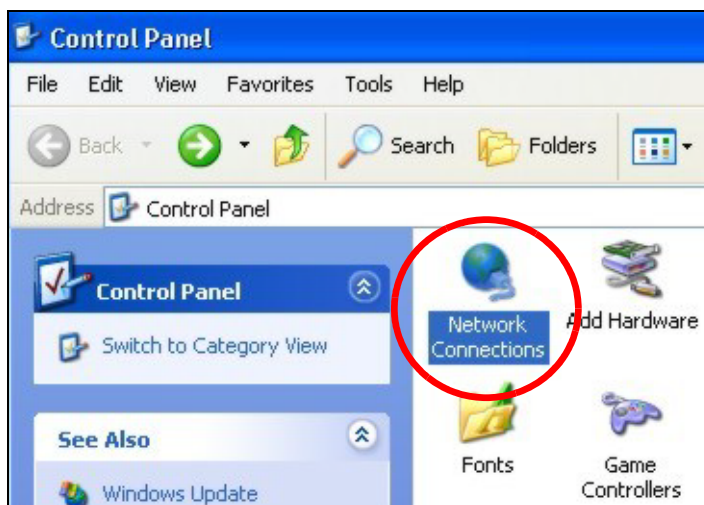 Control Panel
File Edit View Favorites Tools Help
Back Search Folders
Address Control Panel
Control Panel
Switch to Category View
See Also
Windows Update
Network
Connections
Add Hardware
Fonts
Game
Controllers